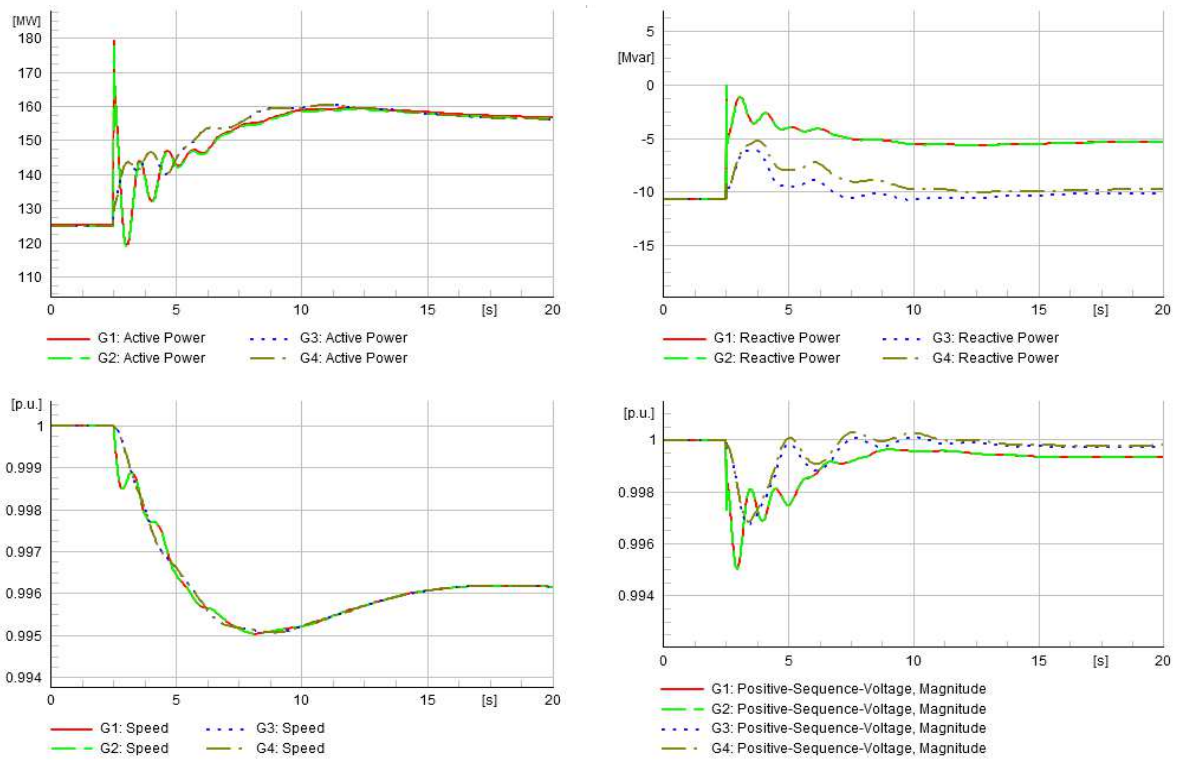 [MW]
180
170
160
150
140
130
120
110
0 5 10 15 [s] 20
G1: Active Power G3: Active Power
G2: Active Power G4: Active Power
5
[Mvar]
0
-5
-10
-15
0 5 10 15 [s] 20
G1: Reactive Power G3: Reactive Power
G2: Reactive Power G4: Reactive Power
[p.u.]
1
0.999
0.998
0.997
0.996
0.995
0.994
0 5 10 15 [s] 20
G1: Speed G3: Speed
G2: Speed G4: Speed
[p.u.]
1
0.998
0.996
0.994
0 5 10 15 [s] 20
G1: Positive-Sequence-Voltage, Magnitude
G2: Positive-Sequence-Voltage, Magnitude
G3: Positive-Sequence-Voltage, Magnitude
G4: Positive-Sequence-Voltage, Magnitude